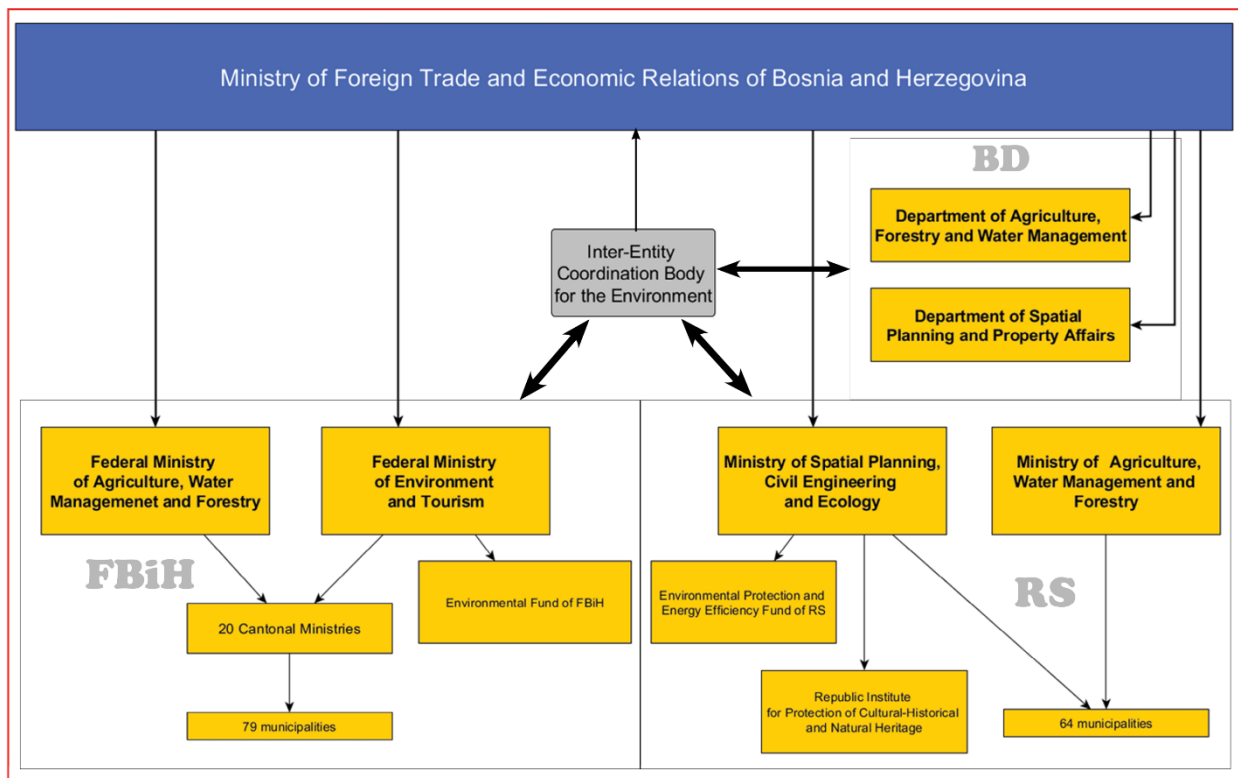 Ministry of Foreign Trade and Economic Relations of Bosnia and Herzegovina
BD
Department of Agriculture,
Forestry and Water Management
Inter-Entity
Coordination Body
for the Environment
Department of Spatial
Planning and Property Affairs
Federal Ministry
of Agriculture, Water
Managemenet and Forestry
Federal Ministry
of Environment
and Tourism
Ministry of Spatial Planning,
Civil Engineering
and Ecology
Ministry of Agriculture,
Water Management and
Forestry
FBiH
Environmental Fund of FBiH
20 Cantonal Ministries
79 municipalities
Environmental Protection and
Energy Efficiency Fund of RS
RS
Republic Institute
for Protection of Cultural-Historical
and Natural Heritage
64 municipalities